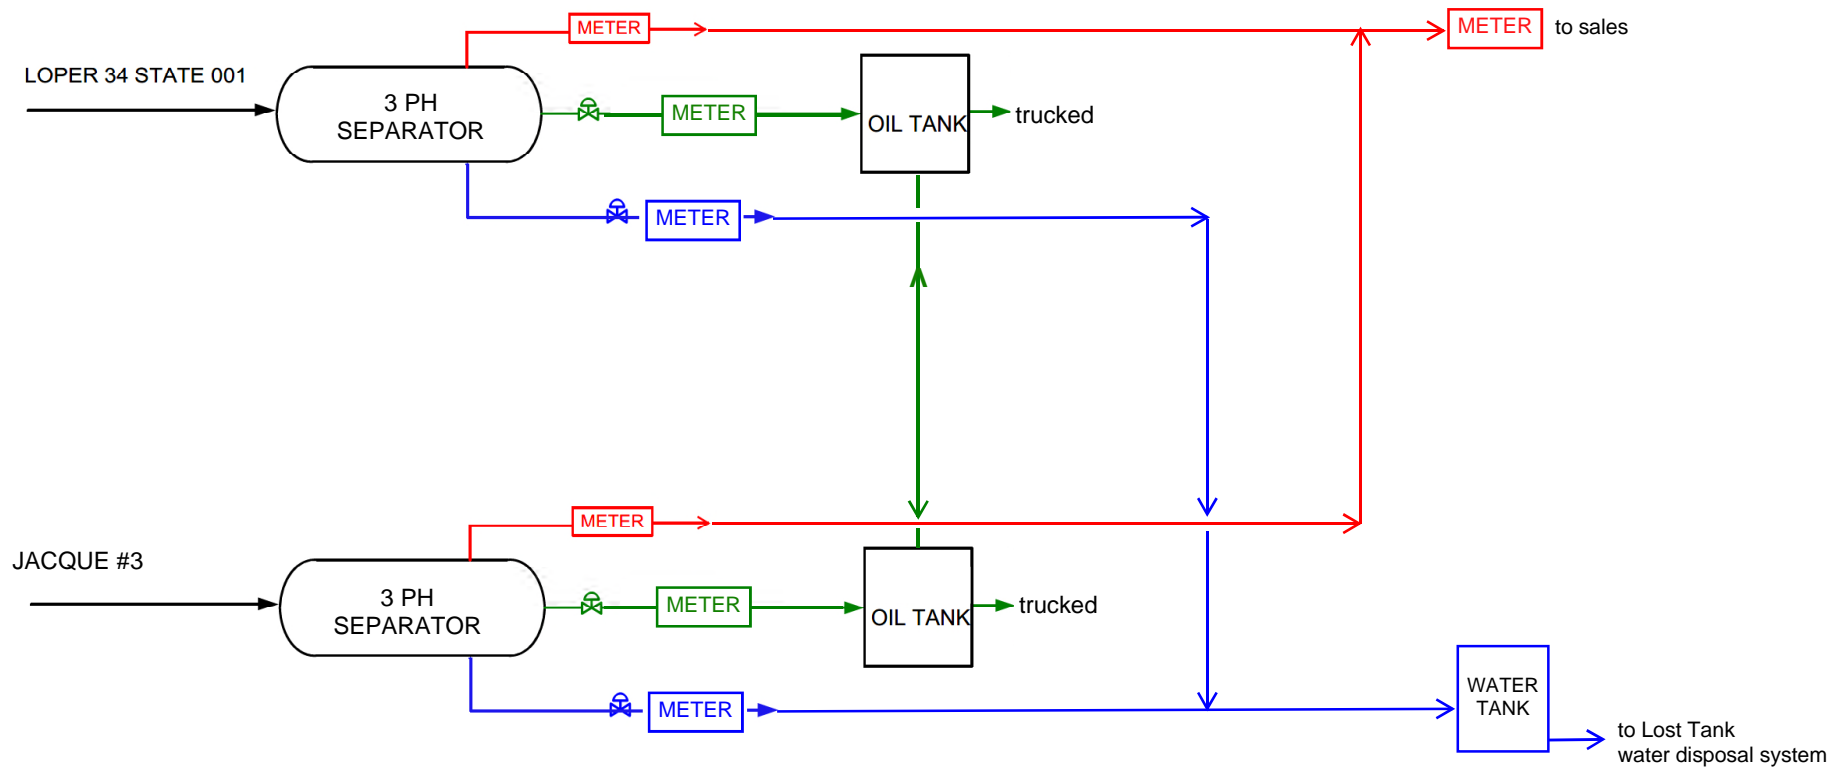 METER
METER
to sales
LOPER 34 STATE 001
3 PH
SEPARATOR
METER
OIL TANK
trucked
METER
METER
JACQUE #3
3 PH
SEPARATOR
METER
OIL TANK
trucked
METER
WATER
TANK
to Lost Tank
water disposal system